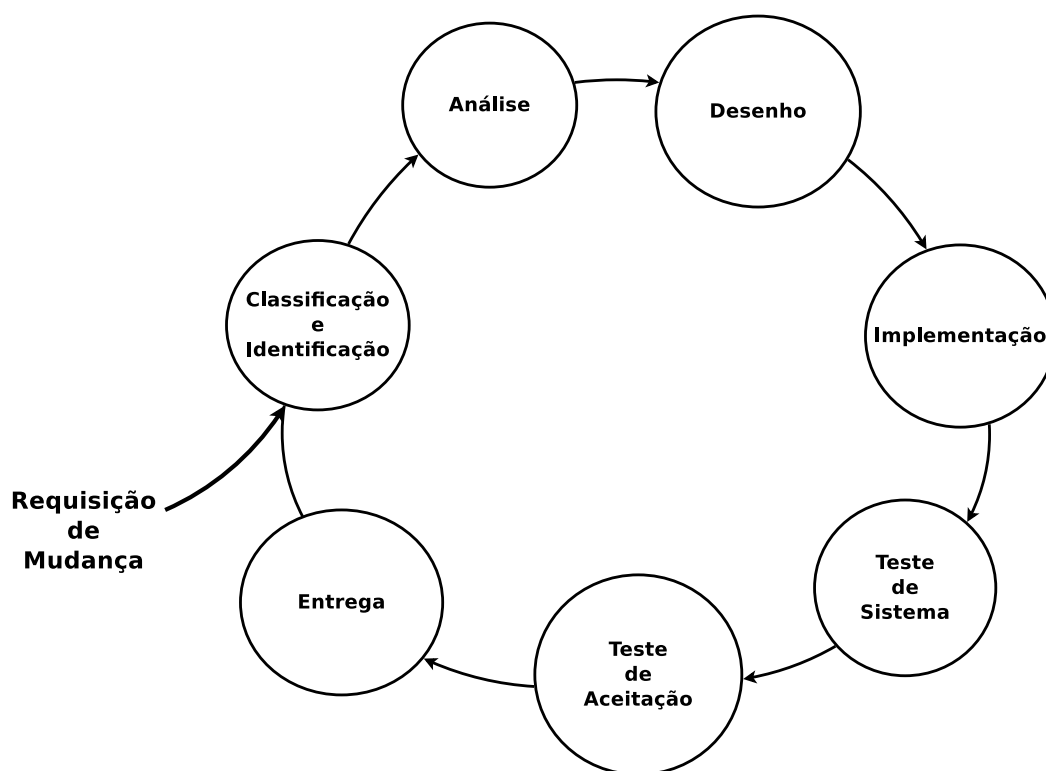 Análise
Desenho
Classificação
e
Identificação
Implementação
Requisição
de
Mudança
Entrega
Teste
de
Sistema
Teste
de
Aceitação